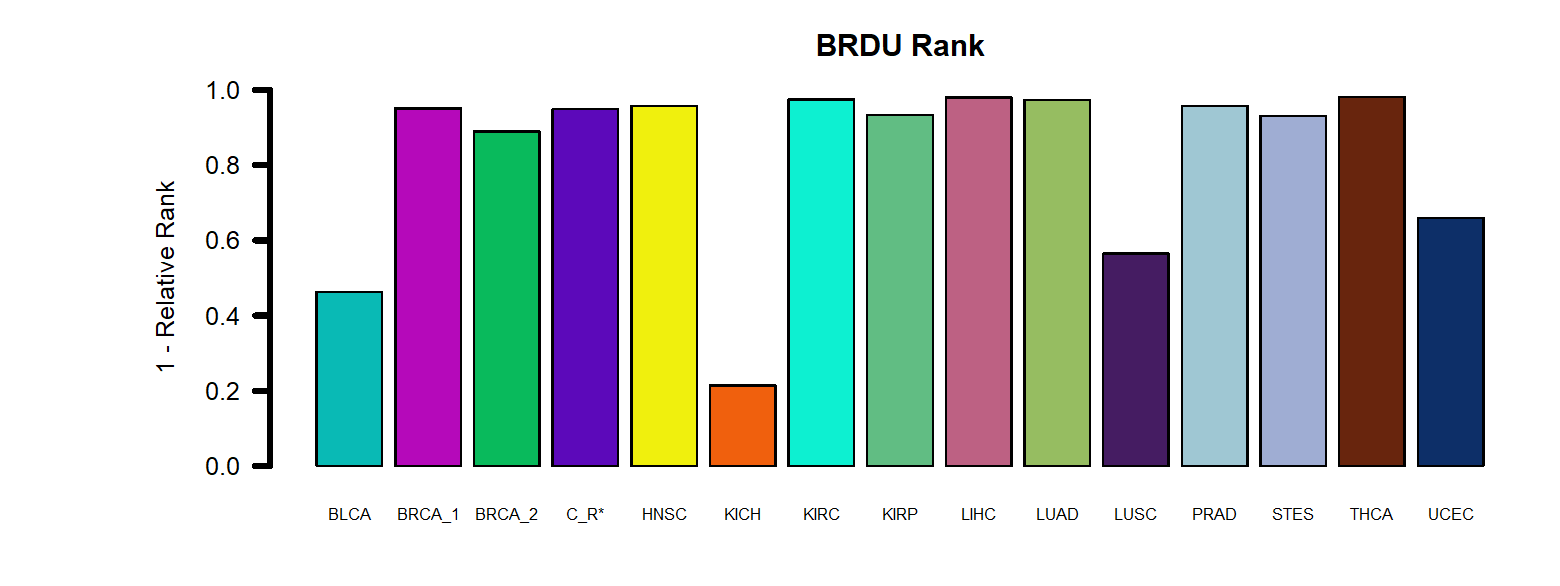 BRDU Rank
1.0
0.8
0.6
0.4
0.2
0.0
1 - Relative Rank
BLCA BRCA_1 BRCA_2 C_R* HNSC KICH KIRC KIRP LIHC LUAD LUSC PRAD STES THCA UCEC